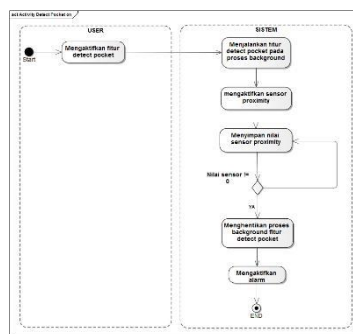 act Activity Detect Pocket on
USER
SISTEM
Mengaktifkan fitur
detect pocket
Start
Menjalankan fitur
detect pocket pada
proses background
mengaktifkan sensor
proximity
Menyimpan nilai
sensor proximity
Nilai sensor !=
0
YA
Menghentikan proses
background fitur
detect pocket
Mengaktifkan
alarm
END